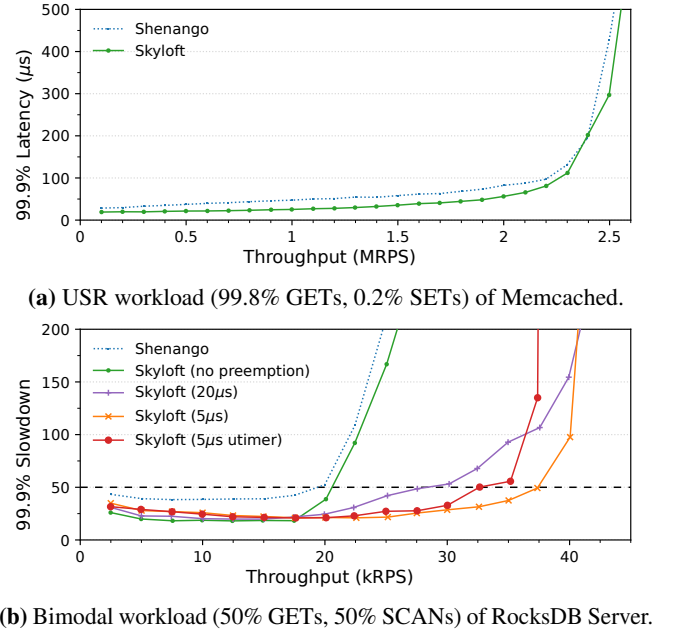 500
400
300
200
100
0
99.9% Latency (μs)
Shenango
Skyloft
0 0.5 1 1.5 2 2.5
Throughput (MRPS)
(a) USR workload (99.8% GETs, 0.2% SETs) of Memcached.
200
150
100
50
0
99.9% Slowdown
Shenango
Skyloft (no preemption)
Skyloft (20μs)
Skyloft (5μs)
Skyloft (5μs utimer)
0 10 20 30 40
Throughput (kRPS)
(b) Bimodal workload (50% GETs, 50% SCANs) of RocksDB Server.